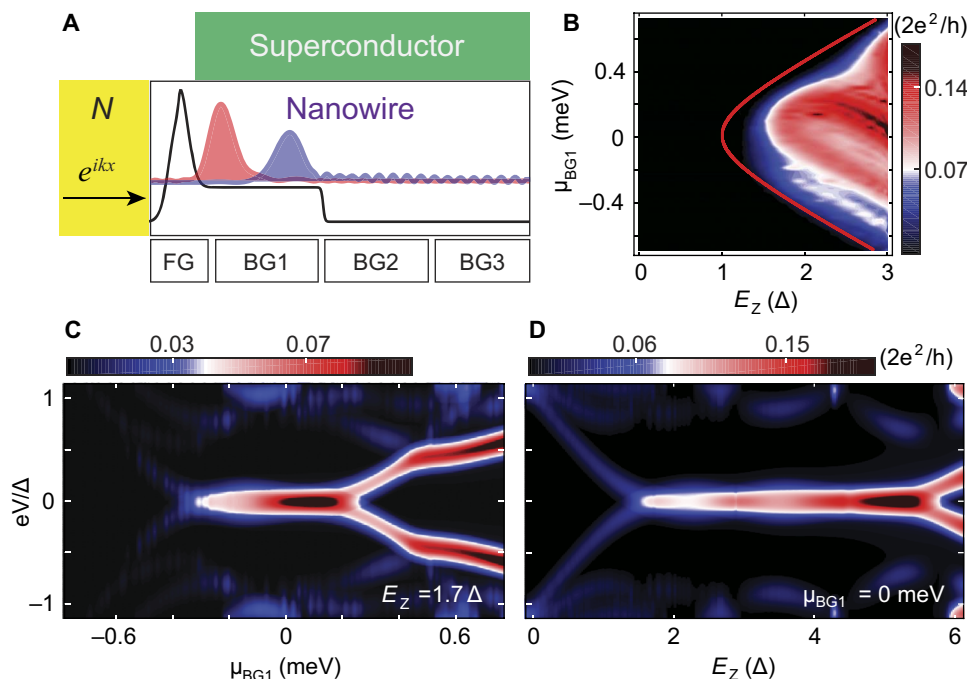 A
Superconductor
N
Nanowire
e^{ikx}
FG
BG1
BG2
BG3
B
(2e²/h)
0.14
0.07
μ_BG1 (meV)
0.4
0
−0.4
0
1
2
3
E_Z (Δ)
C
0.03
0.07
eV/Δ
1
0
−1
E_Z =1.7 Δ
−0.6
0
0.6
μ_BG1 (meV)
D
0.06
0.15
(2e²/h)
μ_BG1 = 0 meV
0
2
4
6
E_Z (Δ)